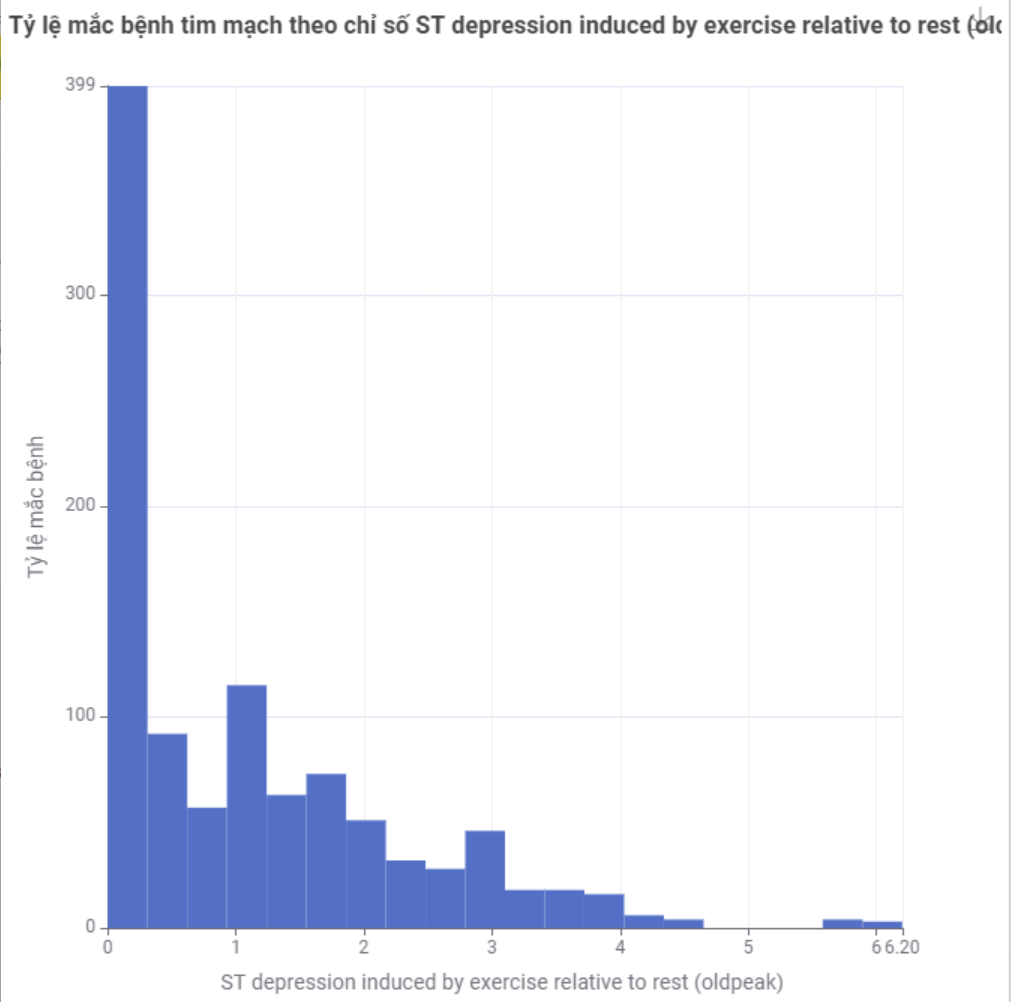 Tỷ lệ mắc bệnh tim mạch theo chỉ số ST depression induced by exercise relative to rest
399
300
200
100
0
Tỷ lệ mắc bệnh
0 1 2 3 4 5 6 6.20
ST depression induced by exercise relative to rest (oldpeak)